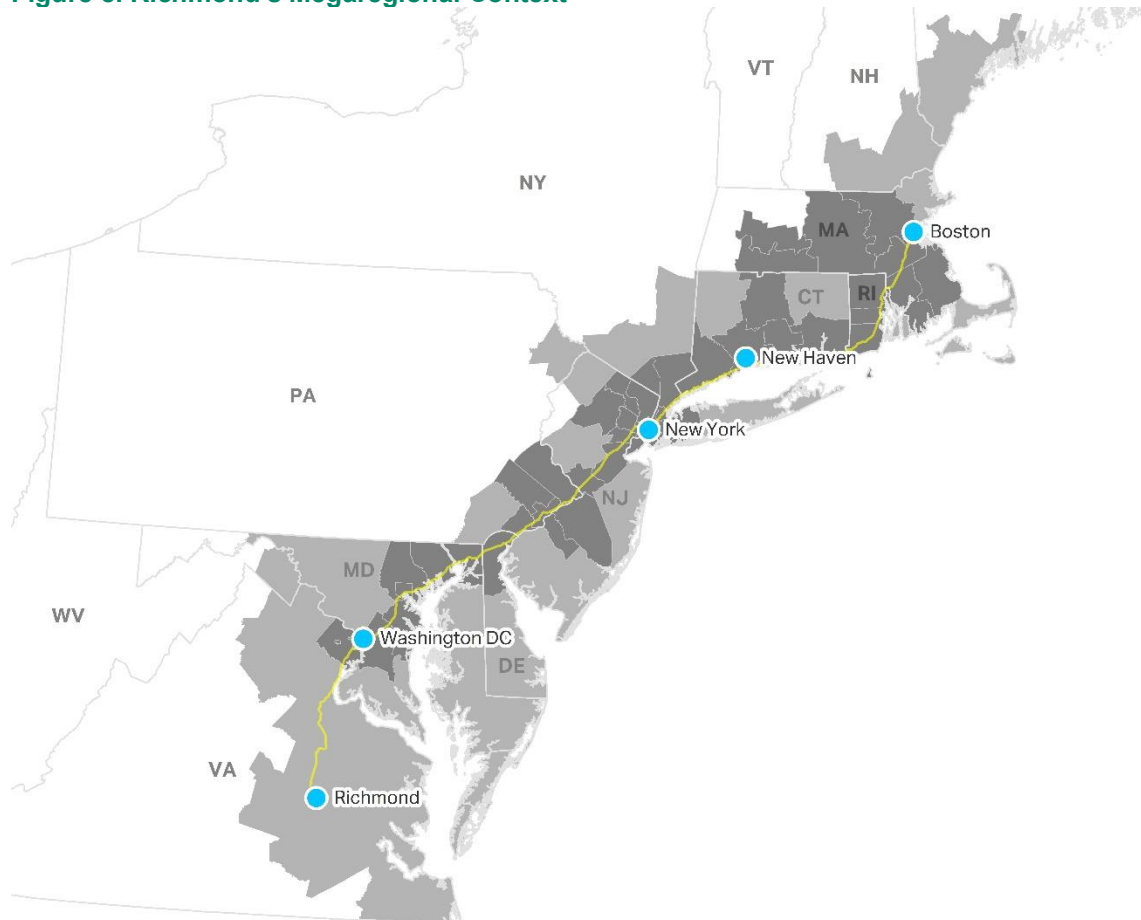 Figure 6. Richmond's Megaregional Context
VT
NH
NY
MA
Boston
CT
RI
New Haven
PA
New York
NJ
MD
WV
Washington DC
DE
VA
Richmond